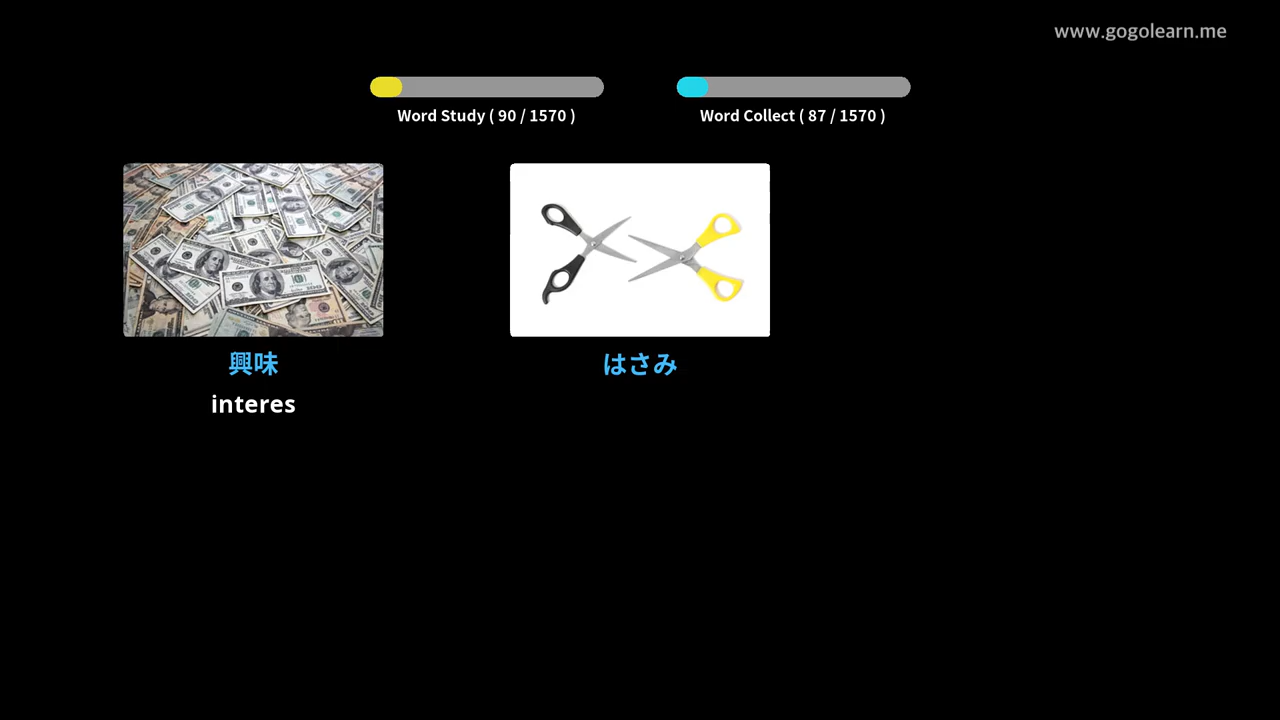 www.gogolearn.me
Word Study ( 90 / 1570 )
Word Collect ( 87 / 1570 )
興味
interes
はさみ